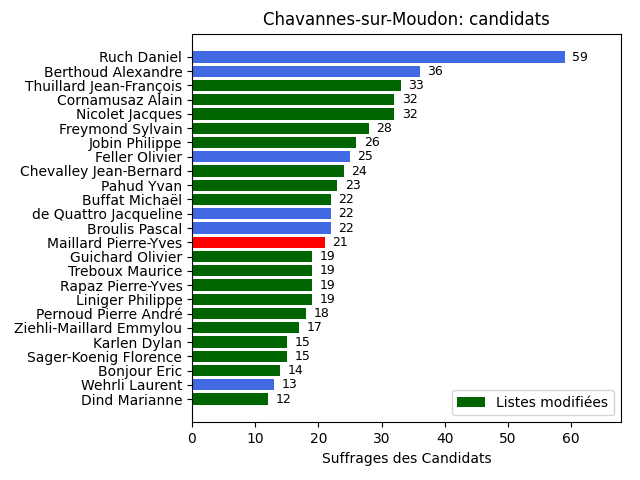 Chavannes-sur-Moudon: candidats
Ruch Daniel 59
Berthoud Alexandre 36
Thuillard Jean-François 33
Cornamusaz Alain 32
Nicolet Jacques 32
Freymond Sylvain 28
Jobin Philippe 26
Feller Olivier 25
Chevalley Jean-Bernard 24
Pahud Yvan 23
Buffat Michaël 22
de Quattro Jacqueline 22
Broulis Pascal 22
Maillard Pierre-Yves 21
Guichard Olivier 19
Treboux Maurice 19
Rapaz Pierre-Yves 19
Liniger Philippe 19
Pernoud Pierre André 18
Ziehli-Maillard Emmylou 17
Karlen Dylan 15
Sager-Koenig Florence 15
Bonjour Eric 14
Wehrli Laurent 13
Dind Marianne 12
Listes modifiées
0 10 20 30 40 50 60
Suffrages des Candidats